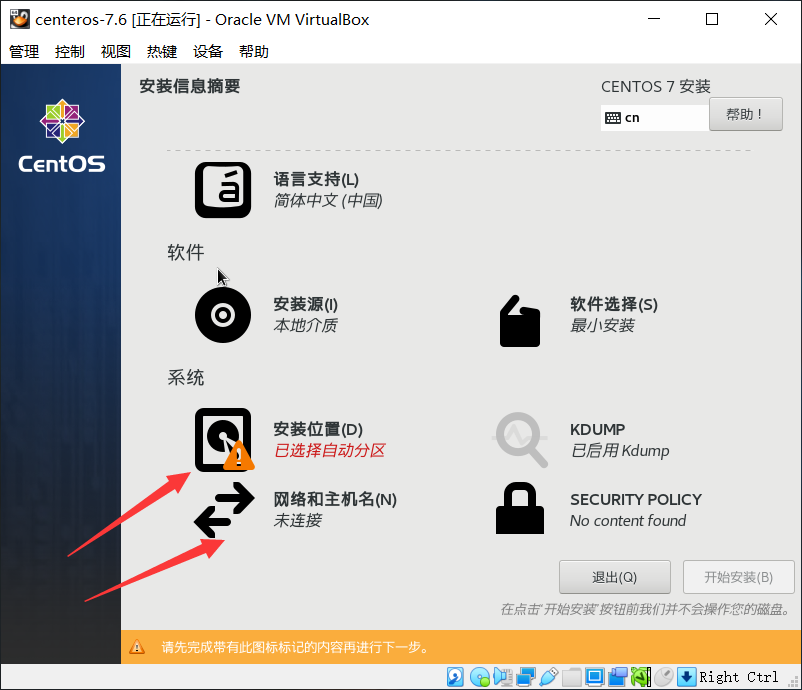 centeros-7.6 [正在运行] - Oracle VM VirtualBox
管理 控制 视图 热键 设备 帮助
安装信息摘要
CENTOS 7 安装
cn
帮助！
CentOS
语言支持(L)
简体中文 (中国)
软件
安装源(I)
本地介质
软件选择(S)
最小安装
系统
安装位置(D)
已选择自动分区
KDUMP
已启用 Kdump
网络和主机名(N)
未连接
SECURITY POLICY
No content found
退出(Q)
开始安装(B)
在点击"开始安装"按钮前我们并不会操作您的磁盘。
请先完成带有此图标标记的内容再进行下一步。
Right Ctrl